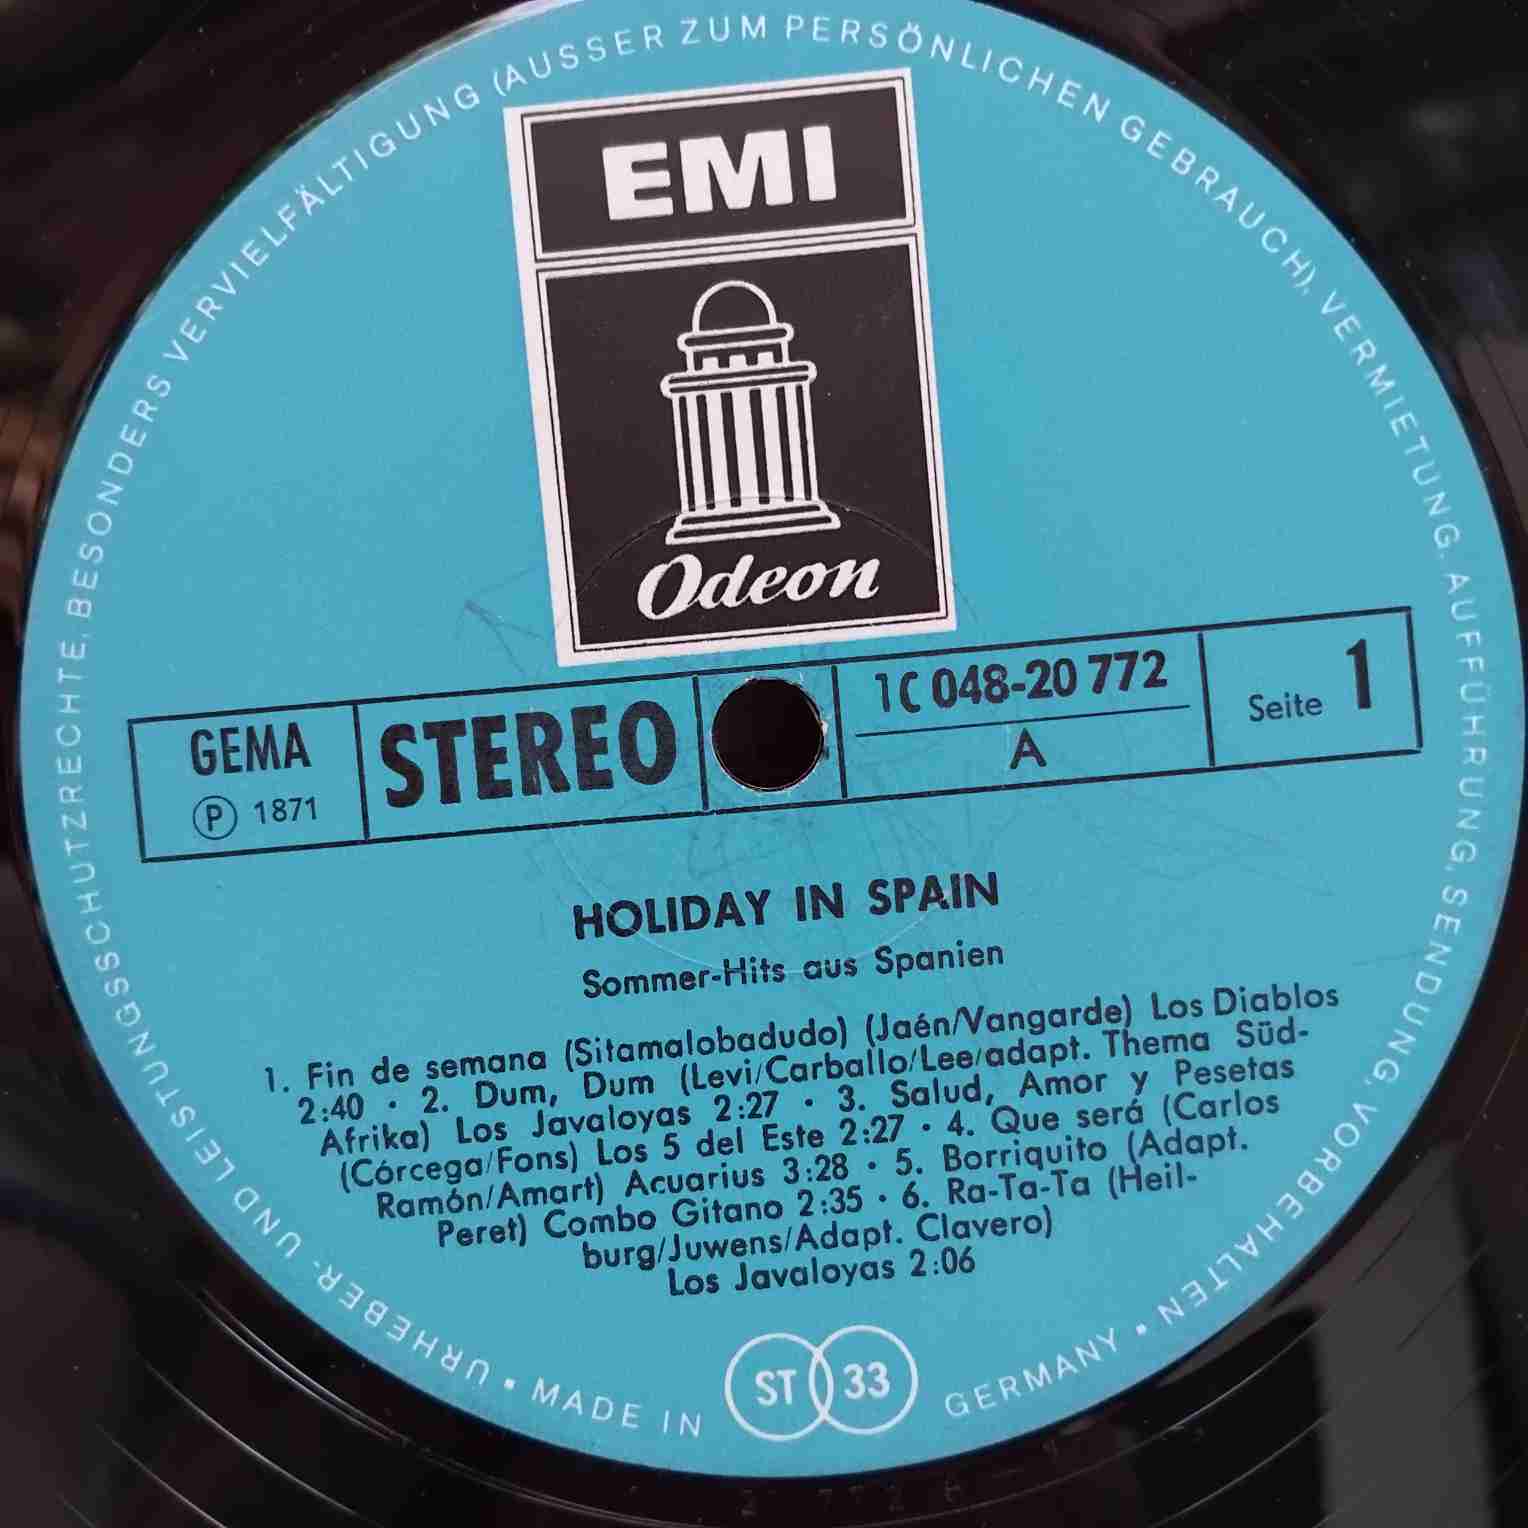 URHEBER- UND LEISTUNGSSCHUTZRECHTE, BESONDERS VERVIELFÄLTIGUNG (AUSSER ZUM PERSÖNLICHEN GEBRAUCH), VERMIETUNG, AUFFÜHRUNG, SENDUNG, VORBEHALTEN •
EMI
Odeon
GEMA
Ⓟ 1871
STEREO
1C 048-20 772
A
Seite 1
HOLIDAY IN SPAIN
Sommer-Hits aus Spanien
1. Fin de semana (Sitamalobadudo) (Jaén/Vangarde) Los Diablos
2:40 • 2. Dum, Dum (Levi/Carballo/Lee/adapt. Thema Süd-
Afrika) Los Javaloyas 2:27 • 3. Salud, Amor y Pesetas
(Córcega/Fons) Los 5 del Este 2:27 • 4. Que será (Carlos
Ramón/Amart) Acuarius 3:28 • 5. Borriquito (Adapt.
Peret) Combo Gitano 2:35 • 6. Ra-Ta-Ta (Heil-
burg/Juwens/Adapt. Clavero)
Los Javaloyas 2:06
ST 33
• MADE IN GERMANY •